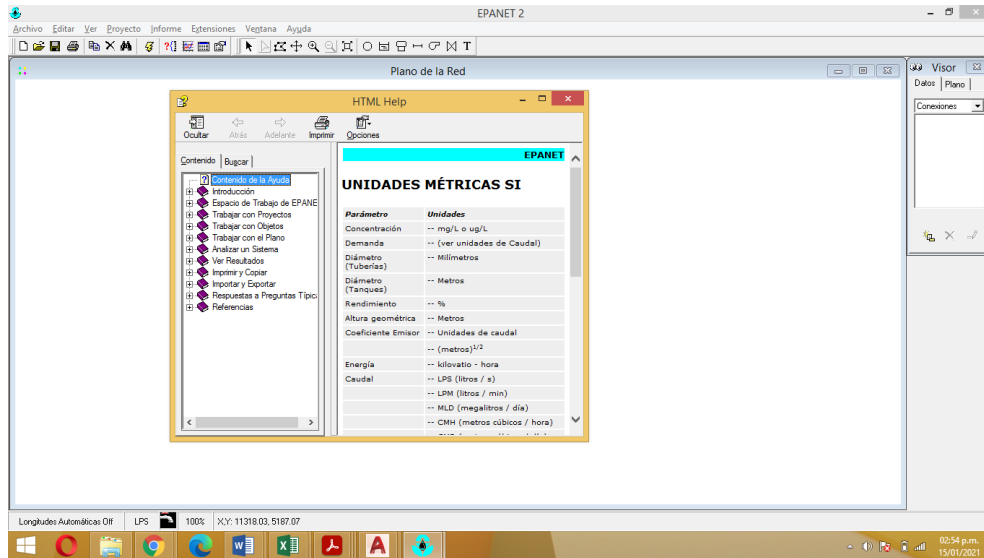 EPANET 2
Archivo Editar Ver Proyecto Informe Extensiones Ventana Ayuda
T
Plano de la Red
Visor
Datos Plano
Conexiones
HTML Help
Ocultar Atrás Adelante Imprimir Opciones
Contenido Buscar
Contenido de la Ayuda
Introducción
Espacio de Trabajo de EPANE
Trabajar con Proyectos
Trabajar con Objetos
Trabajar con el Plano
Analizar un Sistema
Ver Resultados
Imprimir y Copiar
Importar y Exportar
Respuestas a Preguntas Típic
Referencias
EPANET
UNIDADES MÉTRICAS SI
Parámetro Unidades
Concentración -- mg/L o ug/L
Demanda -- (ver unidades de Caudal)
Diámetro (Tuberías) -- Milímetros
Diámetro (Tanques) -- Metros
Rendimiento -- %
Altura geométrica -- Metros
Coeficiente Emisor -- Unidades de caudal
-- (metros)1/2
Energía -- kilovatio - hora
Caudal -- LPS (litros / s)
-- LPM (litros / min)
-- MLD (megalitros / día)
-- CMH (metros cúbicos / hora)
Longitudes Automáticas Off LPS 100% X,Y: 11318.03, 5187.07
02:54 p.m.
15/01/2021